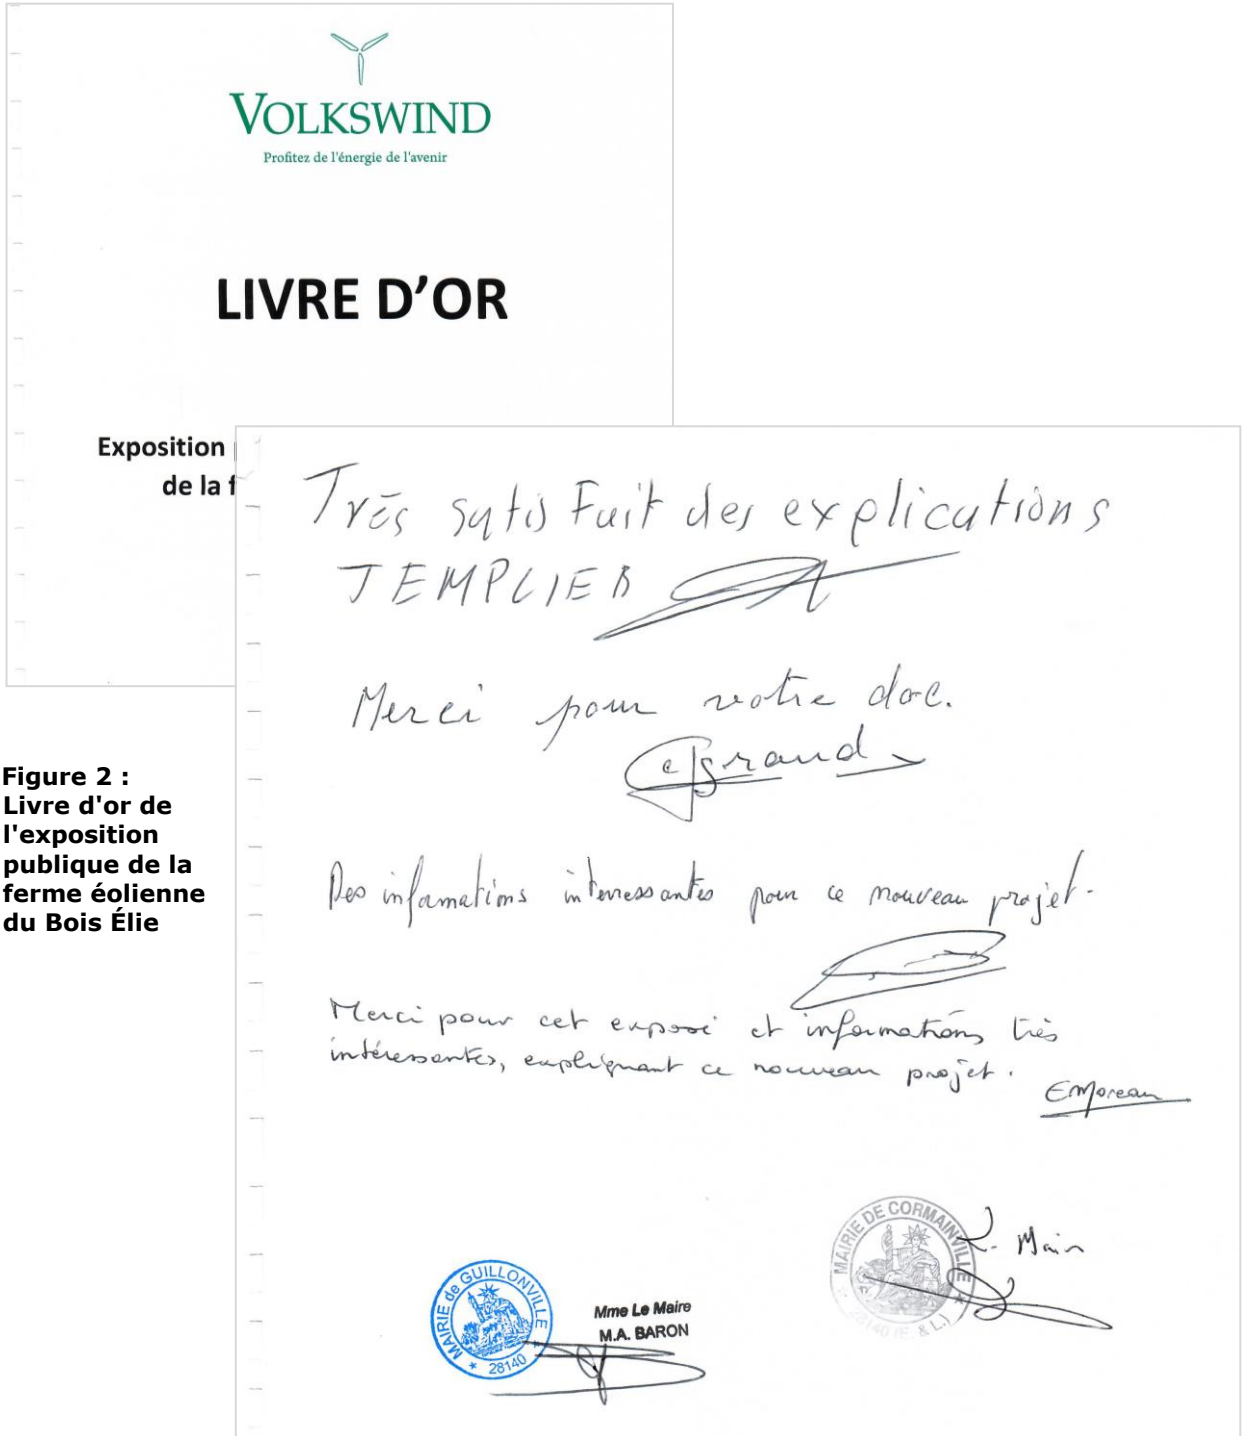 VOLKSWIND
Profitez de l'énergie de l'avenir
LIVRE D'OR
Exposition
de la f
Très satisFait des explications
TEMPLIER
Merci pour votre doc.
Des informations interressantes pour ce nouveau projet.
Merci pour cet exposé et informations très
intéressantes, expliquant ce nouveau projet.
EMoreau
Figure 2 :
Livre d'or de
l'exposition
publique de la
ferme éolienne
du Bois Élie
MAIRIE DE CORMAINVILLE
28140 (E. & L.)
MAIRIE de GUILLONVILLE
28140
Mme Le Maire
M.A. BARON